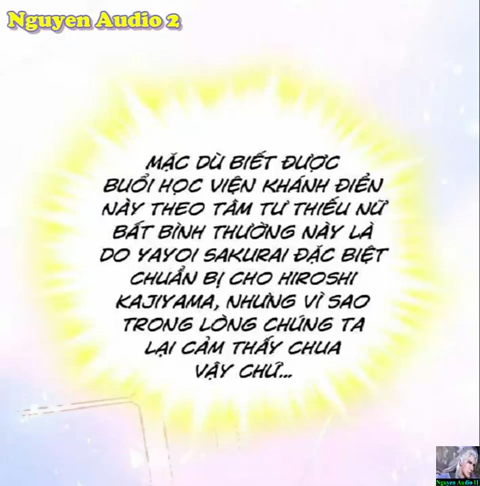 Nguyen Audio 2
MẶC DÙ BIẾT ĐƯỢC
BUỔI HỌC VIỆN KHÁNH ĐIỂN
NÀY THEO TÂM TƯ THIẾU NỮ
BẤT BÌNH THƯỜNG NÀY LÀ
DO YAYOI SAKURAI ĐẶC BIỆT
CHUẨN BỊ CHO HIROSHI
KAJIYAMA, NHƯNG VÌ SAO
TRONG LÒNG CHÚNG TA
LẠI CẢM THẤY CHUA
VẬY CHỨ...
Nguyen Audio II